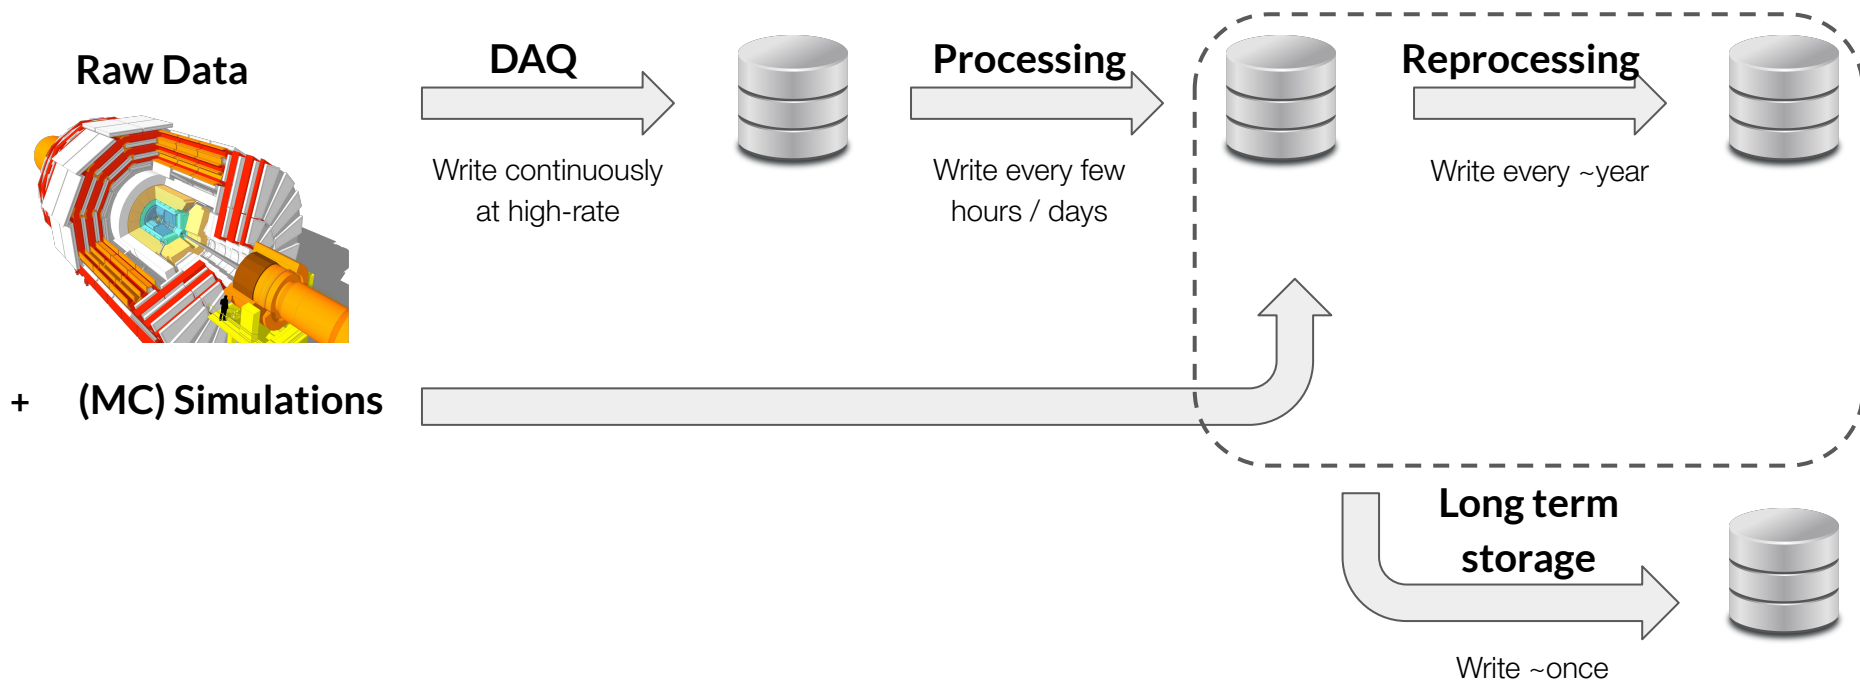 Raw Data
DAQ
Write continuously
at high-rate
Processing
Write every few
hours / days
Reprocessing
Write every ~year
+ (MC) Simulations
Long term
storage
Write ~once